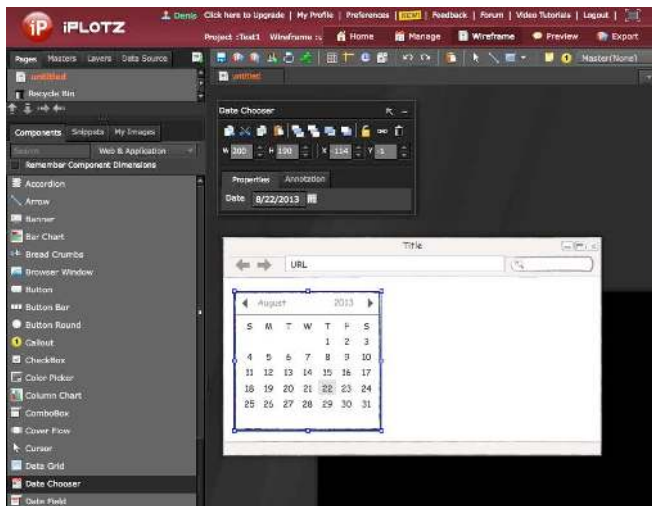 iP iPLOTZ
Denis Click here to Upgrade | My Profile | Preferences | NEW! | Feedback | Forum | Video Tutorials | Logout |
Project :Test1 Wireframe :: Home Manage Wireframe Preview Export
Pages Masters Layers Data Source
Master(None)
untitled
untitled
Recycle Bin
Date Chooser
Components Snippets My Images
Search Web & Application
W 200 H 190 X -114 Y -1
Remember Component Dimensions
Properties Annotation
Accordion
Date 8/22/2013
Arrow
Banner
Bar Chart
Bread Crumbs
Browser Window
Button
Button Bar
Button Round
Callout
CheckBox
Color Picker
Column Chart
ComboBox
Cover Flow
Cursor
Data Grid
Date Chooser
Date Field
Title
URL
August 2013
S M T W T F S
1 2 3
4 5 6 7 8 9 10
11 12 13 14 15 16 17
18 19 20 21 22 23 24
25 26 27 28 29 30 31